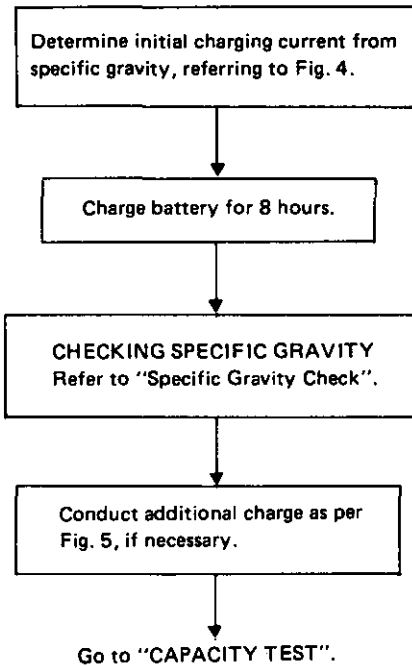 Determine initial charging current from
specific gravity, referring to Fig. 4.
Charge battery for 8 hours.
CHECKING SPECIFIC GRAVITY
Refer to "Specific Gravity Check".
Conduct additional charge as per
Fig. 5, if necessary.
Go to "CAPACITY TEST".